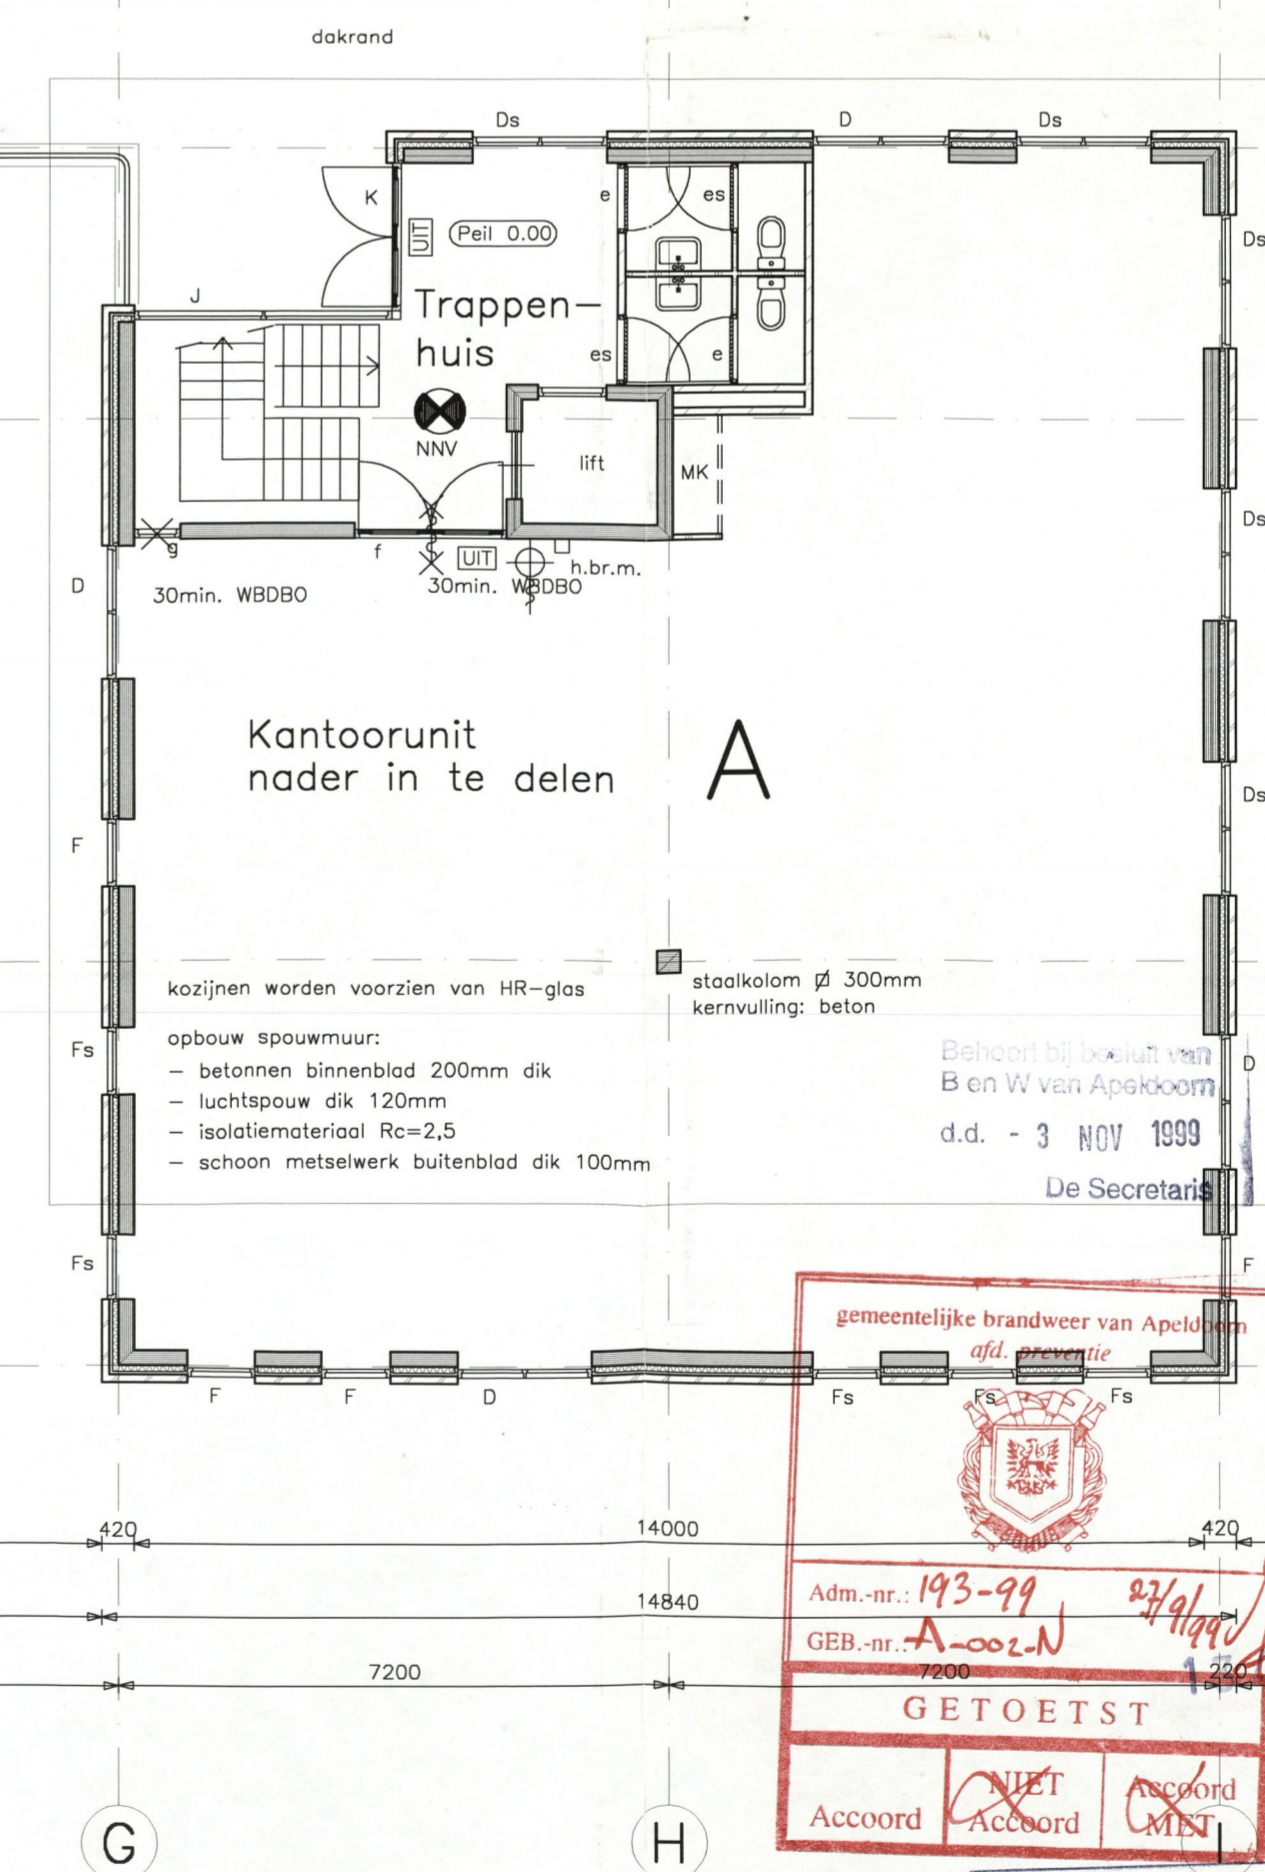 dakrand
Ds
D
Ds
K
UIT
Peil 0.00
e
es
Ds
J
Trappen-
huis
es
e
NNV
lift
MK
Ds
g
f
UIT
h.br.m.
D
30min. WBDBO
30min. WBDBO
Kantoorunit
nader in te delen
A
Ds
F
staalkolom 300mm
kernvulling: beton
kozijnen worden voorzien van HR-glas
opbouw spouwmuur:
- betonnen binnenblad 200mm dik
- luchtspouw dik 120mm
- isolatiemateriaal Rc=2,5
- schoon metselwerk buitenblad dik 100mm
Fs
Behoort bij besluit van
B en W van Apeldoorn
d.d. - 3 NOV 1999
De Secretaris
D
Fs
F
gemeentelijke brandweer van Apeldoorn
afd. preventie
F
F
D
Fs
Fs
Fs
420
14000
420
14840
Adm.-nr.: 193-99
27/9/99
GEB.-nr.: A-002-N
7200
7200
220
GETOETST
Accoord
NIET
Accoord
Accoord
MET
G
H
I